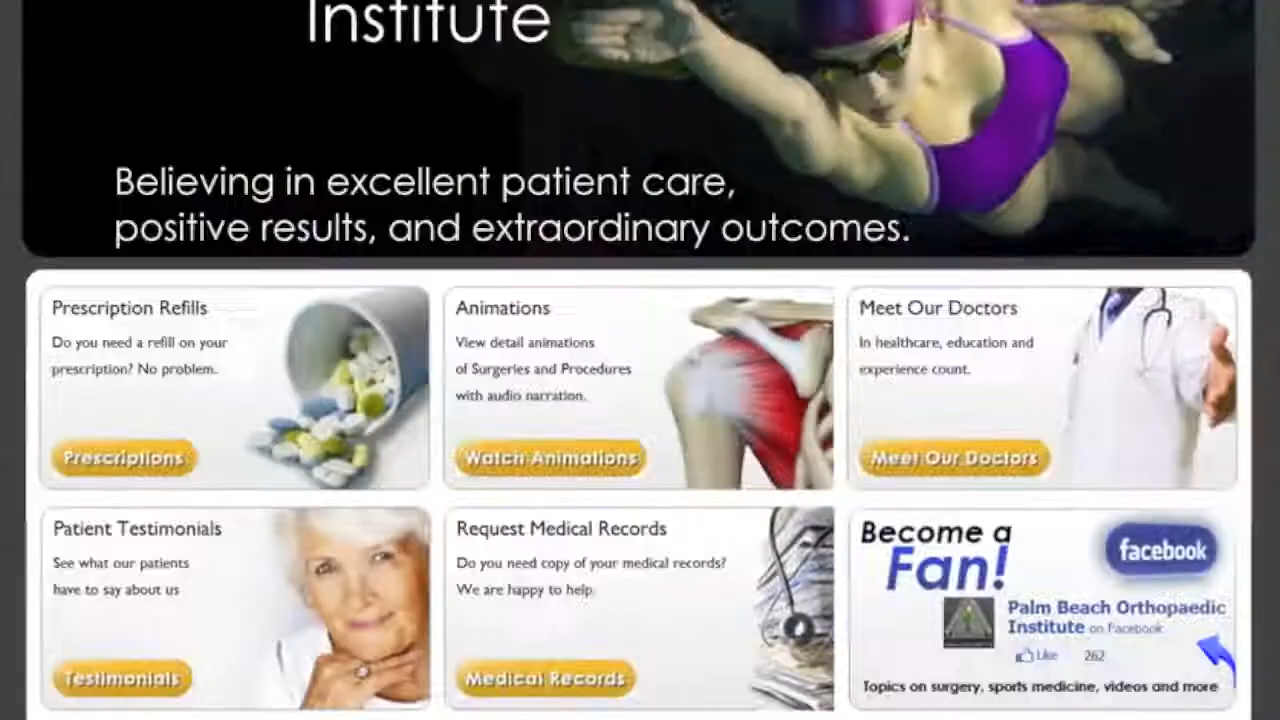 Institute
Believing in excellent patient care,
positive results, and extraordinary outcomes.
Prescription Refills
Do you need a refill on your
prescription? No problem.
Prescriptions
Animations
View detail animations
of Surgeries and Procedures
with audio narration.
Watch Animations
Meet Our Doctors
In healthcare, education and
experience count.
Meet Our Doctors
Patient Testimonials
See what our patients
have to say about us
Testimonials
Request Medical Records
Do you need copy of your medical records?
We are happy to help.
Medical Records
Become a
Fan!
facebook
Palm Beach Orthopaedic
Institute on Facebook
Like 262
Topics on surgery, sports medicine, videos and more